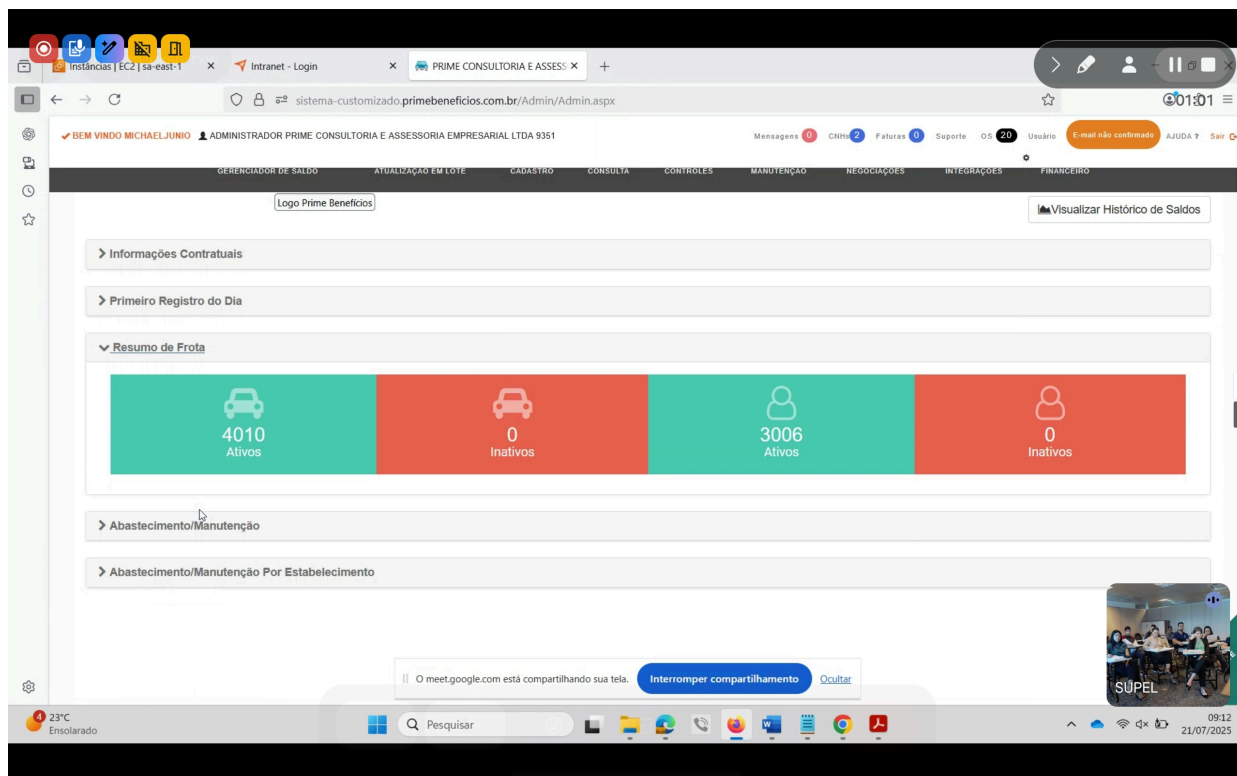 Instâncias | EC2 | sa-east-1
Intranet - Login
PRIME CONSULTORIA E ASSESS
sistema-customizado.primebeneficios.com.br/Admin/Admin.aspx
01:01
BEM VINDO MICHAELJUNIO
ADMINISTRADOR PRIME CONSULTORIA E ASSESSORIA EMPRESARIAL LTDA 9351
Mensagens 0 CNHs 2 Faturas 0 Suporte OS 20 Usuário E-mail não confirmado AJUDA ? Sair
GERENCIADOR DE SALDO ATUALIZAÇÃO EM LOTE CADASTRO CONSULTA CONTROLES MANUTENÇÃO NEGOCIAÇÕES INTEGRAÇÕES FINANCEIRO
Logo Prime Benefícios
Visualizar Histórico de Saldos
Informações Contratuais
Primeiro Registro do Dia
Resumo de Frota
4010 0 3006 0
Ativos Inativos Ativos Inativos
Abastecimento/Manutenção
Abastecimento/Manutenção Por Estabelecimento
O meet.google.com está compartilhando sua tela. Interromper compartilhamento Ocultar
SUPEL
4
23°C
Ensolarado
Pesquisar
09:12
21/07/2025